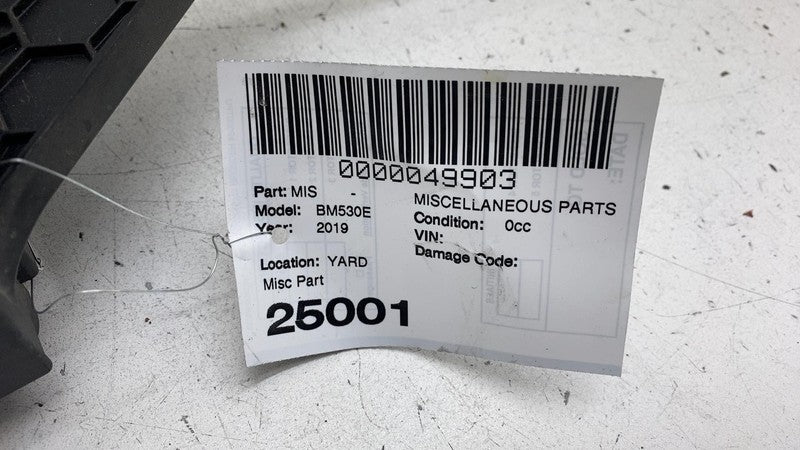 0000049903
Part: MIS -
MISCELLANEOUS PARTS
Model: BM530E
Condition: 0cc
Year: 2019
VIN:
Damage Code:
Location: YARD
Misc Part
25001
DATE: